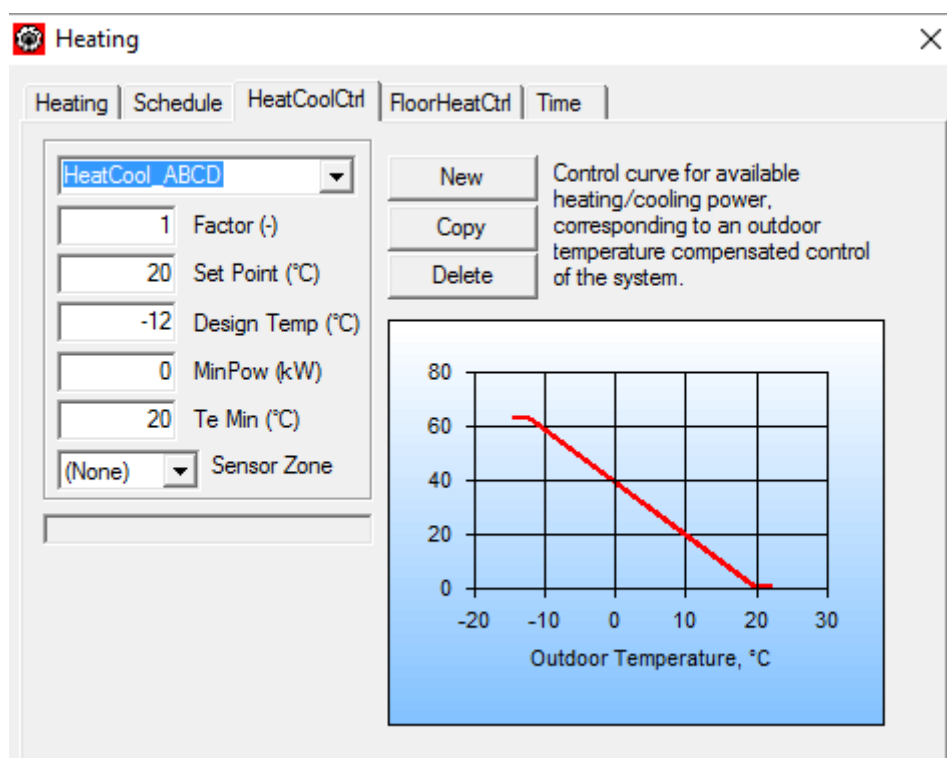 Heating
Heating Schedule HeatCoolCtrl FloorHeatCtrl Time
HeatCool_ABCD
1 Factor (-)
20 Set Point (°C)
-12 Design Temp (°C)
0 MinPow (kW)
20 Te Min (°C)
(None) Sensor Zone
New
Copy
Delete
Control curve for available
heating/cooling power,
corresponding to an outdoor
temperature compensated control
of the system.
80
60
40
20
0
-20 -10 0 10 20 30
Outdoor Temperature, °C